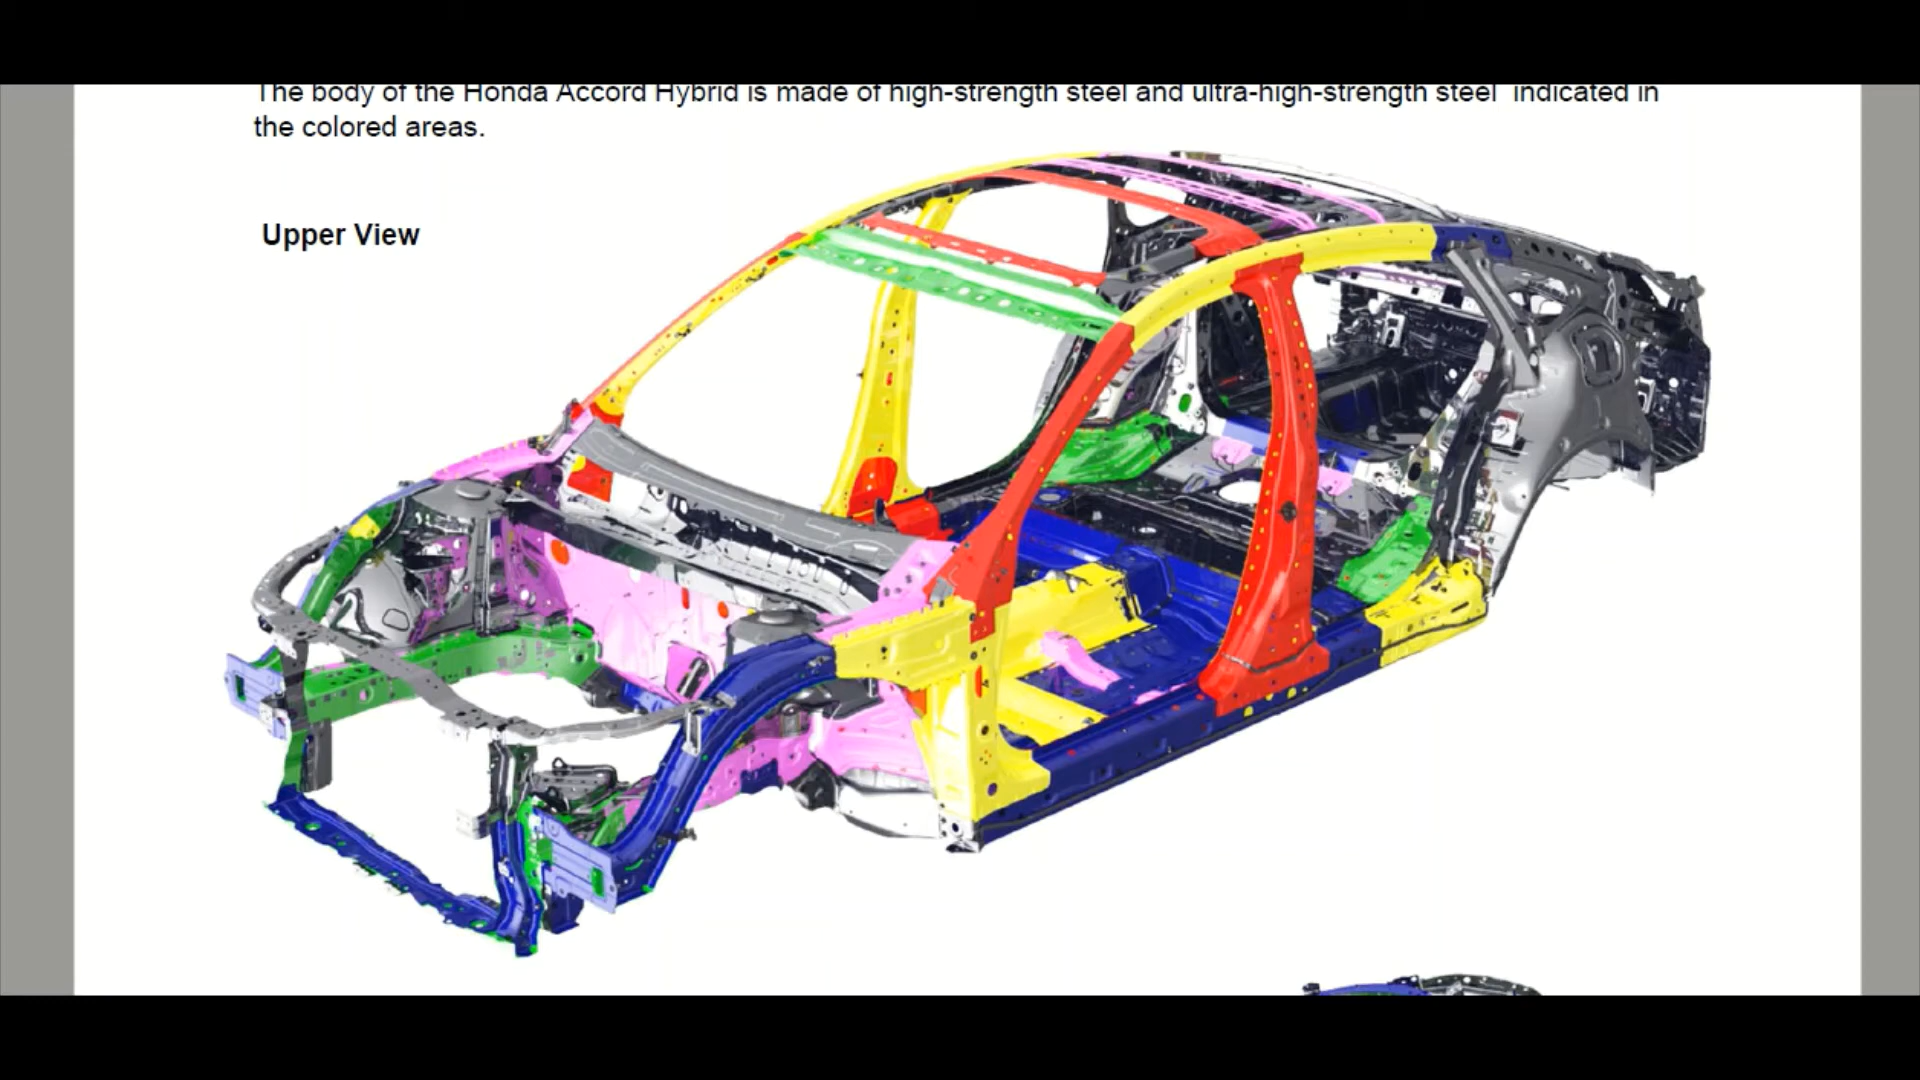 The body of the Honda Accord Hybrid is made of high-strength steel and ultra-high-strength steel indicated in
the colored areas.
Upper View